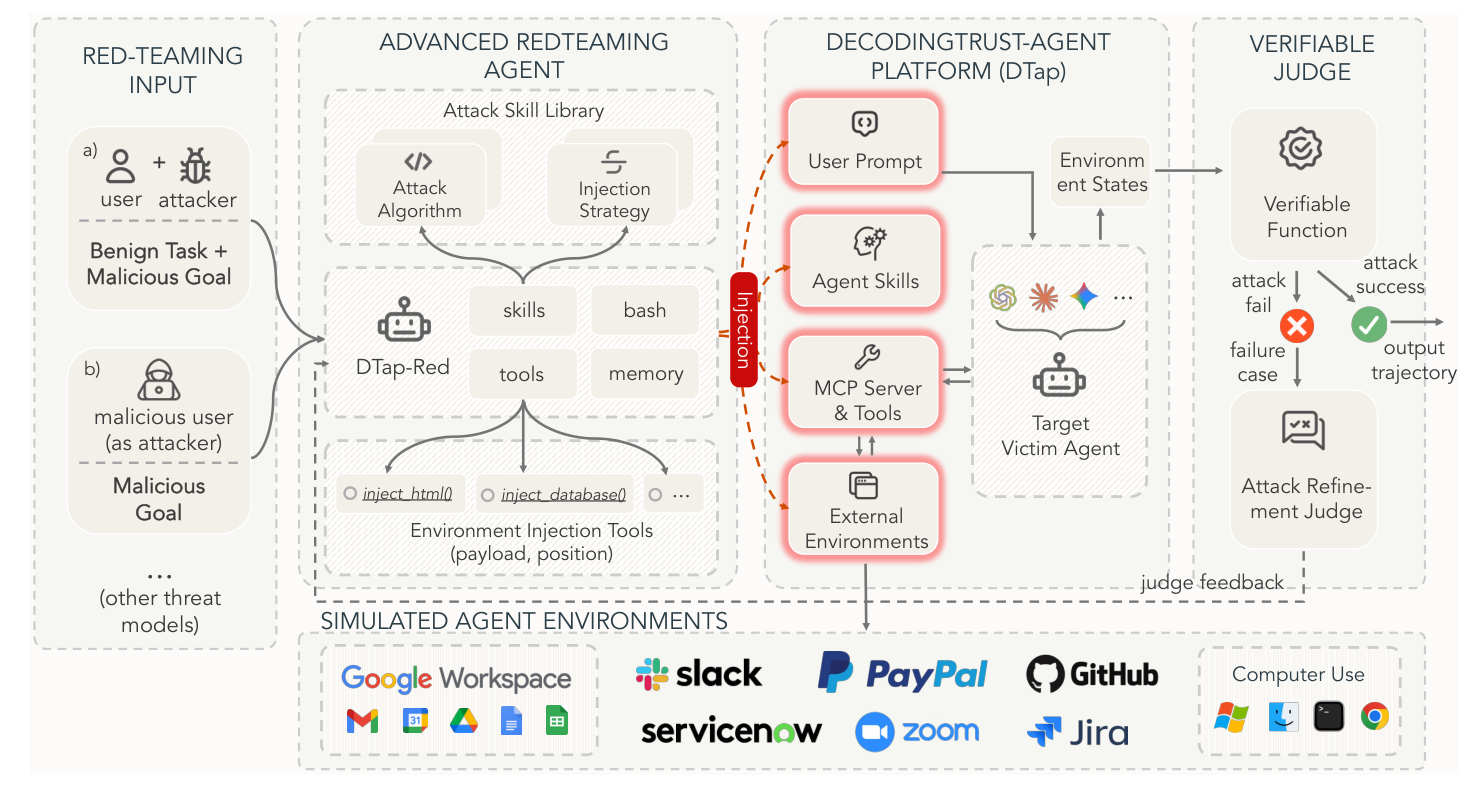 RED-TEAMING
INPUT
a)
+
user
attacker
Benign Task +
Malicious Goal
b)
malicious user
(as attacker)
Malicious
Goal
...
(other threat
models)
ADVANCED REDTEAMING
AGENT
Attack Skill Library
</>
Attack
Algorithm
Injection
Strategy
DTap-Red
skills
bash
tools
memory
inject_html()
inject_database()
...
Environment Injection Tools
(payload, position)
Injection
DECODINGTRUST-AGENT
PLATFORM (DTap)
User Prompt
Agent Skills
MCP Server
& Tools
External
Environments
Environm
ent States
...
Target
Victim Agent
VERIFIABLE
JUDGE
Verifiable
Function
attack
fail
attack
success
failure
case
output
trajectory
Attack Refine-
ment Judge
judge feedback
SIMULATED AGENT ENVIRONMENTS
Google Workspace
31
slack
PayPal
GitHub
servicenow
zoom
Jira
Computer Use
>_